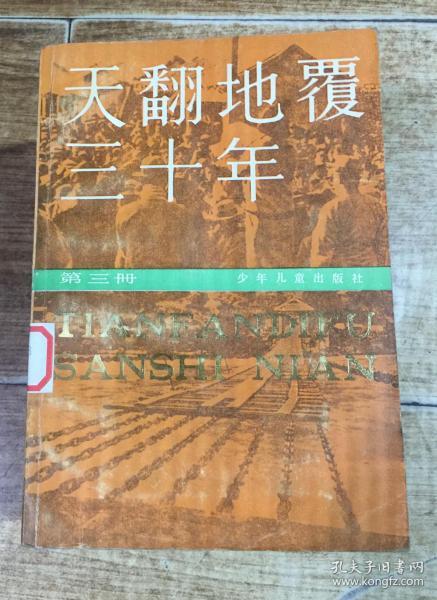 天翻地覆
三十年
第三册 少年儿童出版社
TIANFANDIFU
SANSHI NIAN
孔夫子旧书网
www.kongfz.com